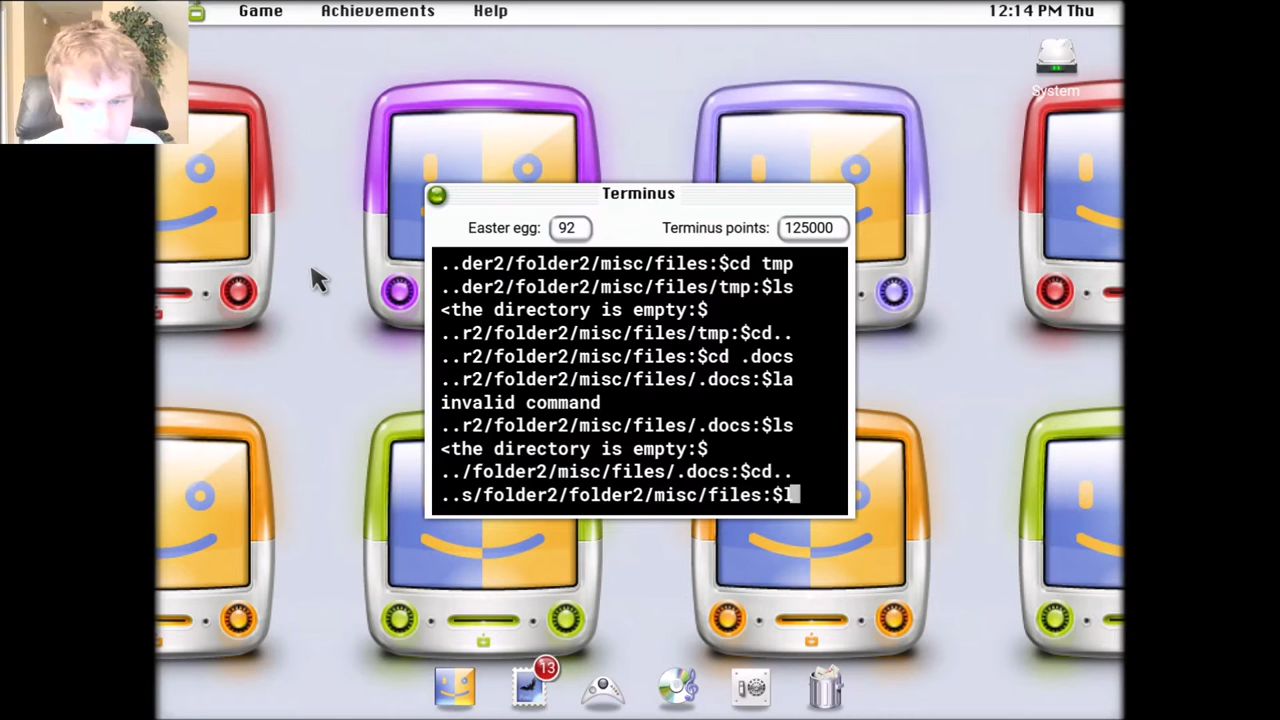 Game Achievements Help 12:14 PM Thu
System
Terminus
Easter egg: 92 Terminus points: 125000
..der2/folder2/misc/files:$cd tmp
..der2/folder2/misc/files/tmp:$ls
<the directory is empty:$
..r2/folder2/misc/files/tmp:$cd..
..r2/folder2/misc/files:$cd .docs
..r2/folder2/misc/files/.docs:$la
invalid command
..r2/folder2/misc/files/.docs:$ls
<the directory is empty:$
../folder2/misc/files/.docs:$cd..
..s/folder2/folder2/misc/files:$l
13